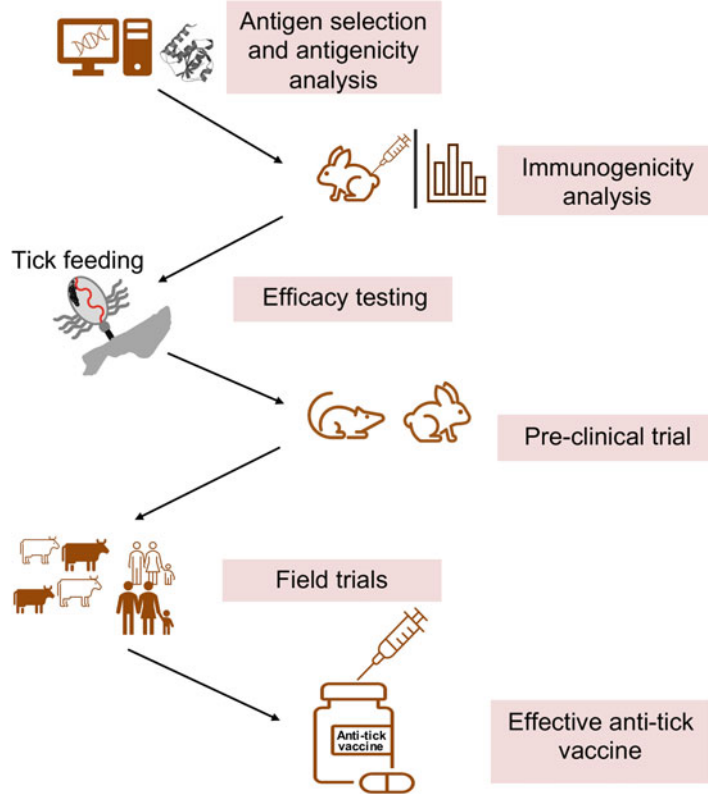 Antigen selection
and antigenicity
analysis
Immunogenicity
analysis
Tick feeding
Efficacy testing
Pre-clinical trial
Field trials
Anti-tick
vaccine
Effective anti-tick
vaccine